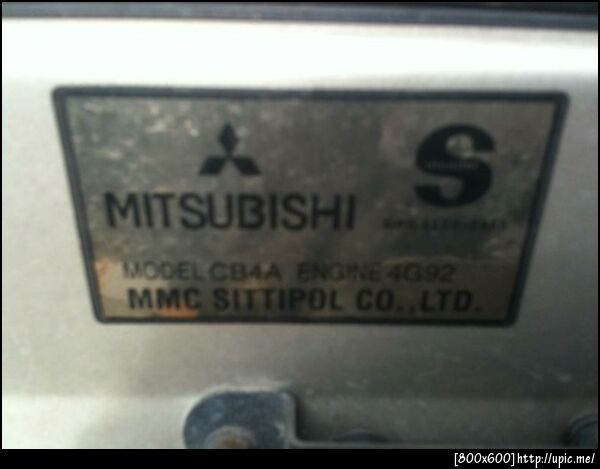 S
MITSUBISHI
MODEL CB4A ENGINE 4G92
MMC SITTIPOL CO.,LTD.
[800x600]http://upic.me/